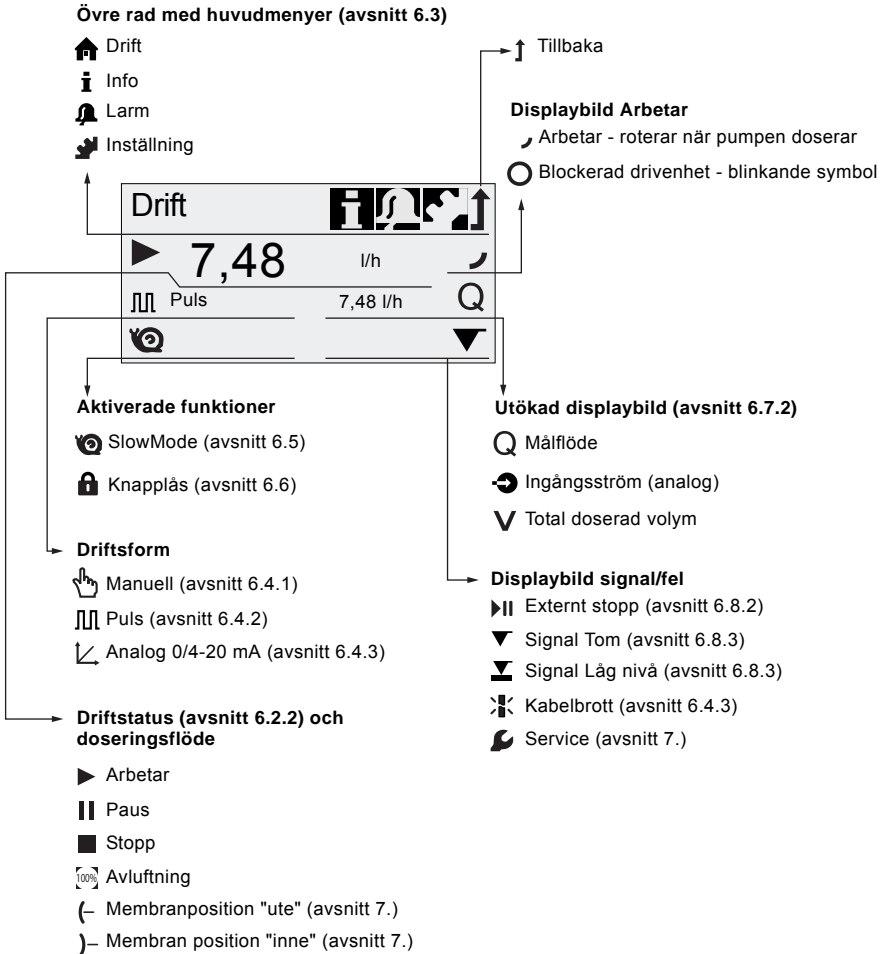 Övre rad med huvudmenyer (avsnitt 6.3)
Drift
Info
Larm
Inställning
Tillbaka
Displaybild Arbetar
Arbetar - roterar när pumpen doserar
Blockerad drivenhet - blinkande symbol
Drift
7,48 l/h
Puls 7,48 l/h Q
Aktiverade funktioner
SlowMode (avsnitt 6.5)
Knapplås (avsnitt 6.6)
Driftsform
Manuell (avsnitt 6.4.1)
Puls (avsnitt 6.4.2)
Analog 0/4-20 mA (avsnitt 6.4.3)
Driftstatus (avsnitt 6.2.2) och
doseringsflöde
Arbetar
Paus
Stopp
100% Avluftning
Membranposition "ute" (avsnitt 7.)
Membran position "inne" (avsnitt 7.)
Utökad displaybild (avsnitt 6.7.2)
Q Målflöde
Ingångsström (analog)
V Total doserad volym
Displaybild signal/fel
Externt stopp (avsnitt 6.8.2)
Signal Tom (avsnitt 6.8.3)
Signal Låg nivå (avsnitt 6.8.3)
Kabelbrott (avsnitt 6.4.3)
Service (avsnitt 7.)